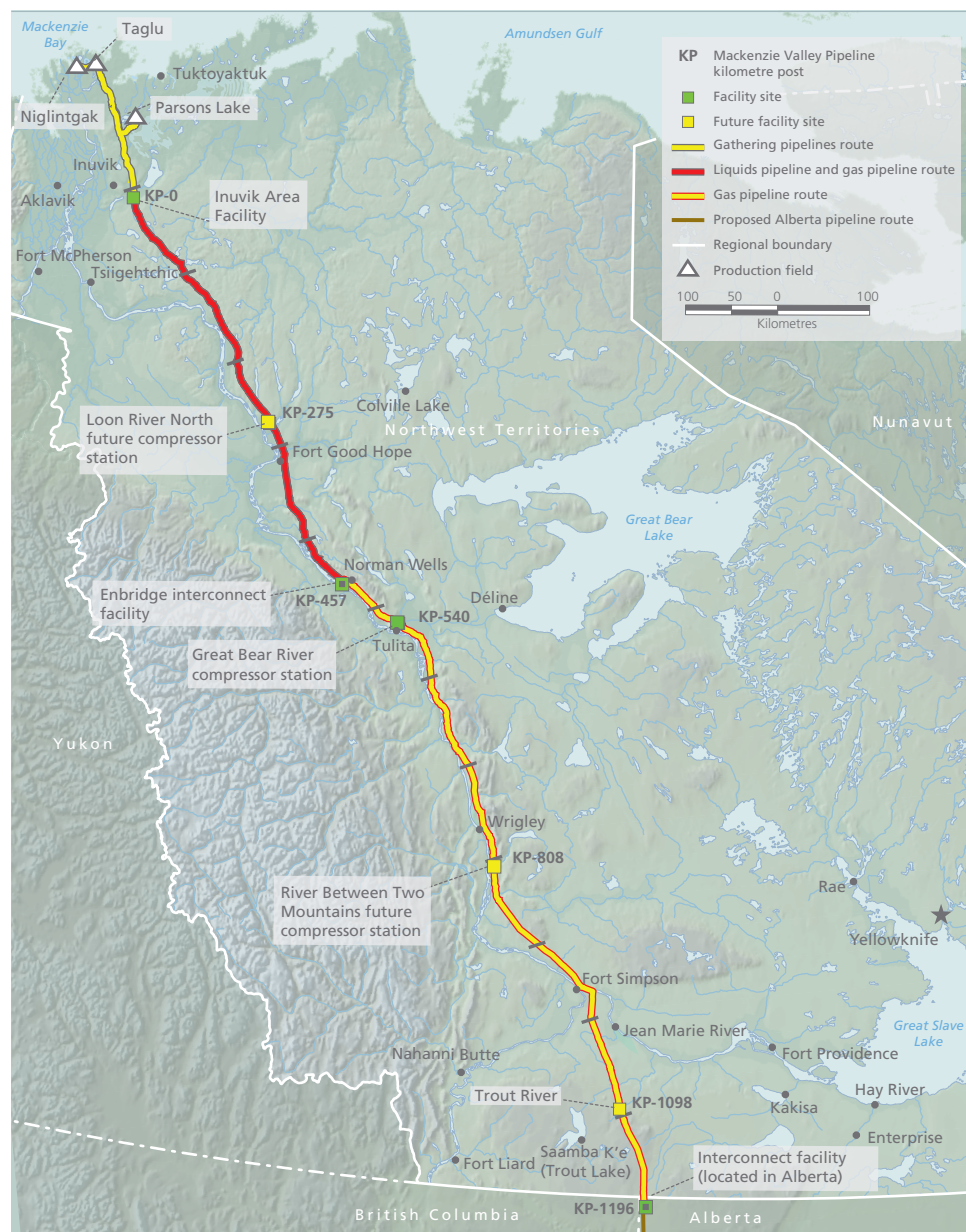 Mackenzie
Bay
Taglu
Amundsen Gulf
Tuktoyaktuk
Niglintgak
Parsons Lake
Inuvik
Aklavik
KP-0
Inuvik Area
Facility
Fort McPherson
Tsiigehtchic
KP Mackenzie Valley Pipeline
kilometre post
Facility site
Future facility site
Gathering pipelines route
Liquids pipeline and gas pipeline route
Gas pipeline route
Proposed Alberta pipeline route
Regional boundary
Production field
100 50 0 100
Kilometres
Loon River North
future compressor
station
KP-275
Colville Lake
Northwest Territories
Nunavut
Fort Good Hope
Great Bear
Lake
Norman Wells
Enbridge interconnect
facility
KP-457
Déline
KP-540
Tulita
Great Bear River
compressor station
Yukon
Wrigley
KP-808
River Between Two
Mountains future
compressor station
Rae
Yellowknife
Fort Simpson
Jean Marie River
Great Slave
Lake
Nahanni Butte
Fort Providence
Trout River
KP-1098
Kakisa
Hay River
Enterprise
Saamba K'e
(Trout Lake)
Fort Liard
Interconnect facility
(located in Alberta)
KP-1196
British Columbia
Alberta